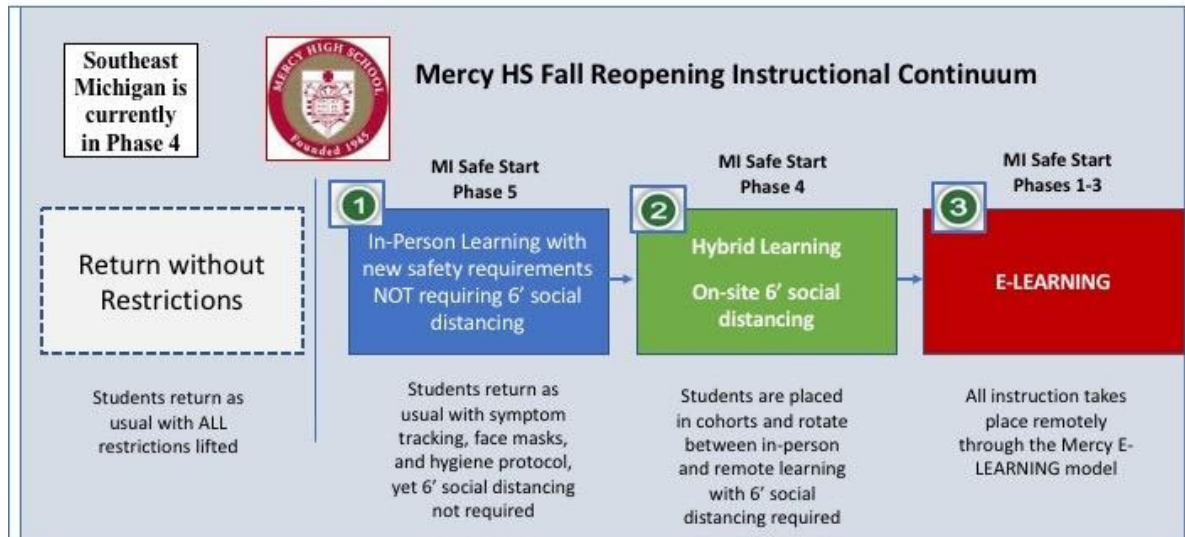 Southeast
Michigan is
currently
in Phase 4
MERCY HIGH SCHOOL
Founded 1945
Mercy HS Fall Reopening Instructional Continuum
Return without
Restrictions
Students return as
usual with ALL
restrictions lifted
MI Safe Start
Phase 5
1
In-Person Learning with
new safety requirements
NOT requiring 6’ social
distancing
Students return as
usual with symptom
tracking, face masks,
and hygiene protocol,
yet 6’ social distancing
not required
MI Safe Start
Phase 4
2
Hybrid Learning
On-site 6’ social
distancing
Students are placed
in cohorts and rotate
between in-person
and remote learning
with 6’ social
distancing required
MI Safe Start
Phases 1-3
3
E-LEARNING
All instruction takes
place remotely
through the Mercy E-
LEARNING model